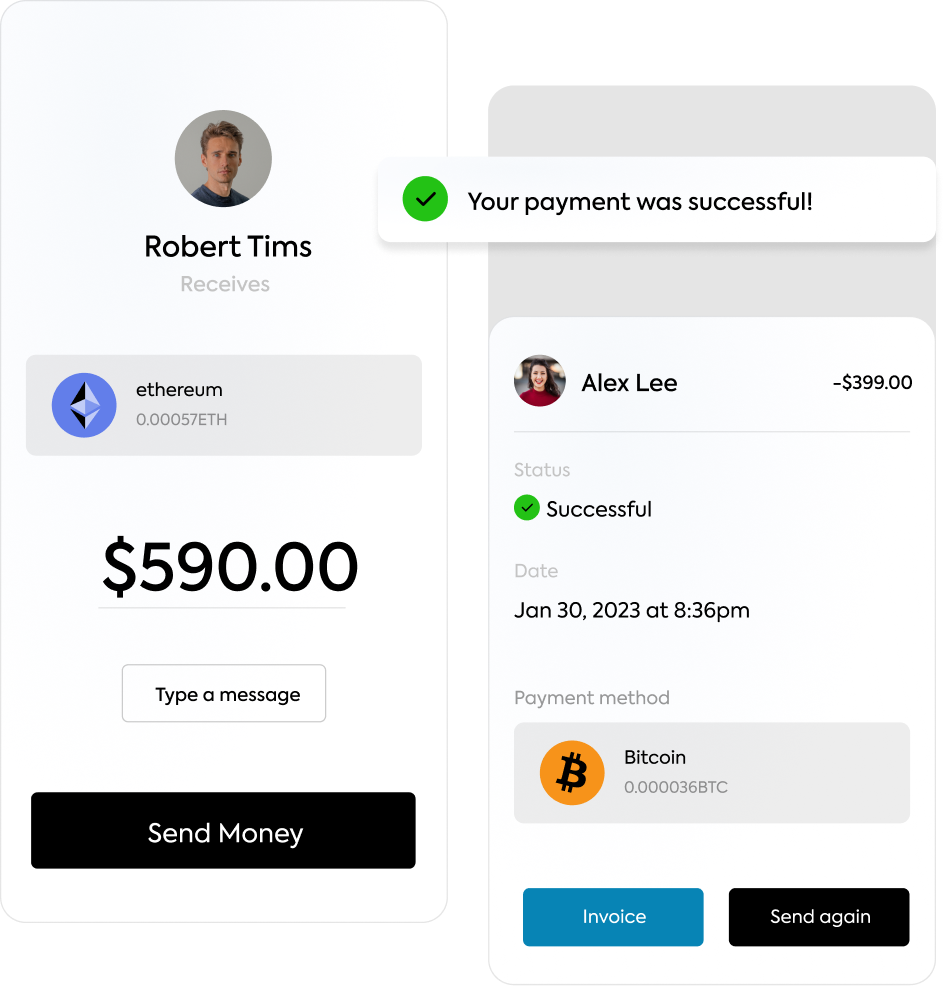 Robert Tims
Receives
ethereum
0.00057ETH
$590.00
Type a message
Send Money
Your payment was successful!
Alex Lee
-$399.00
Status
Successful
Date
Jan 30, 2023 at 8:36pm
Payment method
Bitcoin
0.000036BTC
Invoice
Send again